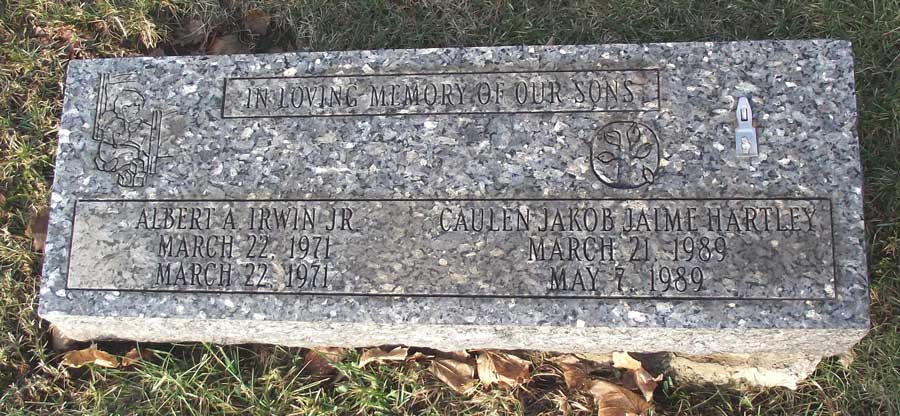 IN LOVING MEMORY OF OUR SONS
ALBERT A. IRWIN JR
MARCH 22, 1971
MARCH 22, 1971
CAULEN JAKOB JAIME HARTLEY
MARCH 21, 1989
MAY 7, 1989